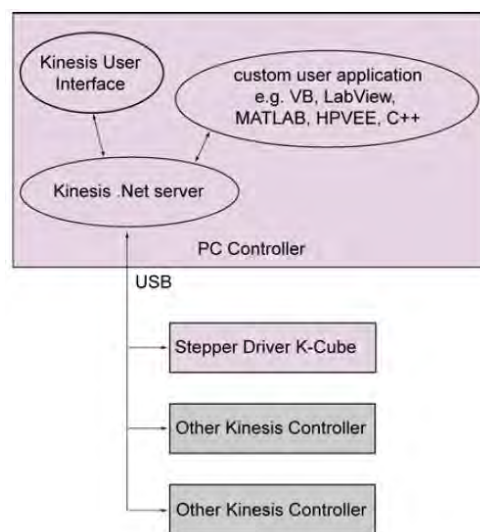 Kinesis User
Interface
custom user application
e.g. VB, LabView,
MATLAB, HPVEE, C++
Kinesis .Net server
PC Controller
USB
Stepper Driver K-Cube
Other Kinesis Controller
Other Kinesis Controller